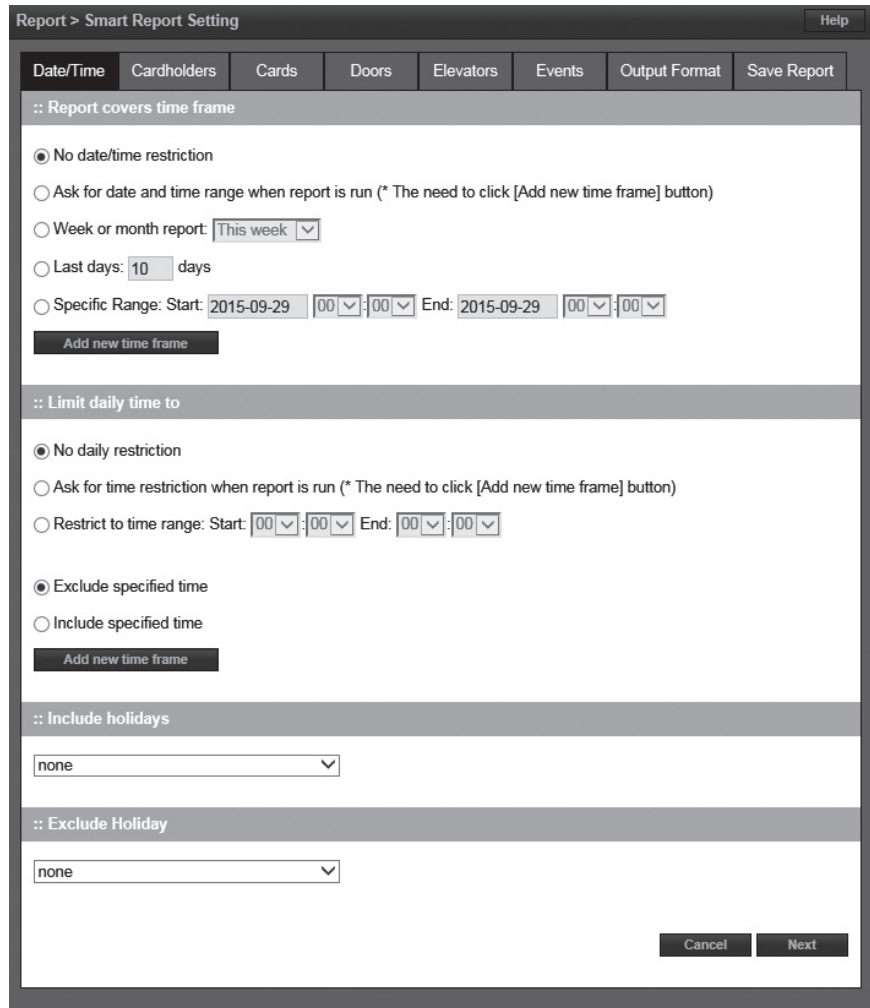 Report > Smart Report Setting Help
Date/Time Cardholders Cards Doors Elevators Events Output Format Save Report
:: Report covers time frame
No date/time restriction
Ask for date and time range when report is run (* The need to click [Add new time frame] button)
Week or month report: This week
Last days: 10 days
Specific Range: Start: 2015-09-29 00 : 00 End: 2015-09-29 00 : 00
Add new time frame
:: Limit daily time to
No daily restriction
Ask for time restriction when report is run (* The need to click [Add new time frame] button)
Restrict to time range: Start: 00 : 00 End: 00 : 00
Exclude specified time
Include specified time
Add new time frame
:: Include holidays
none
:: Exclude Holiday
none
Cancel Next